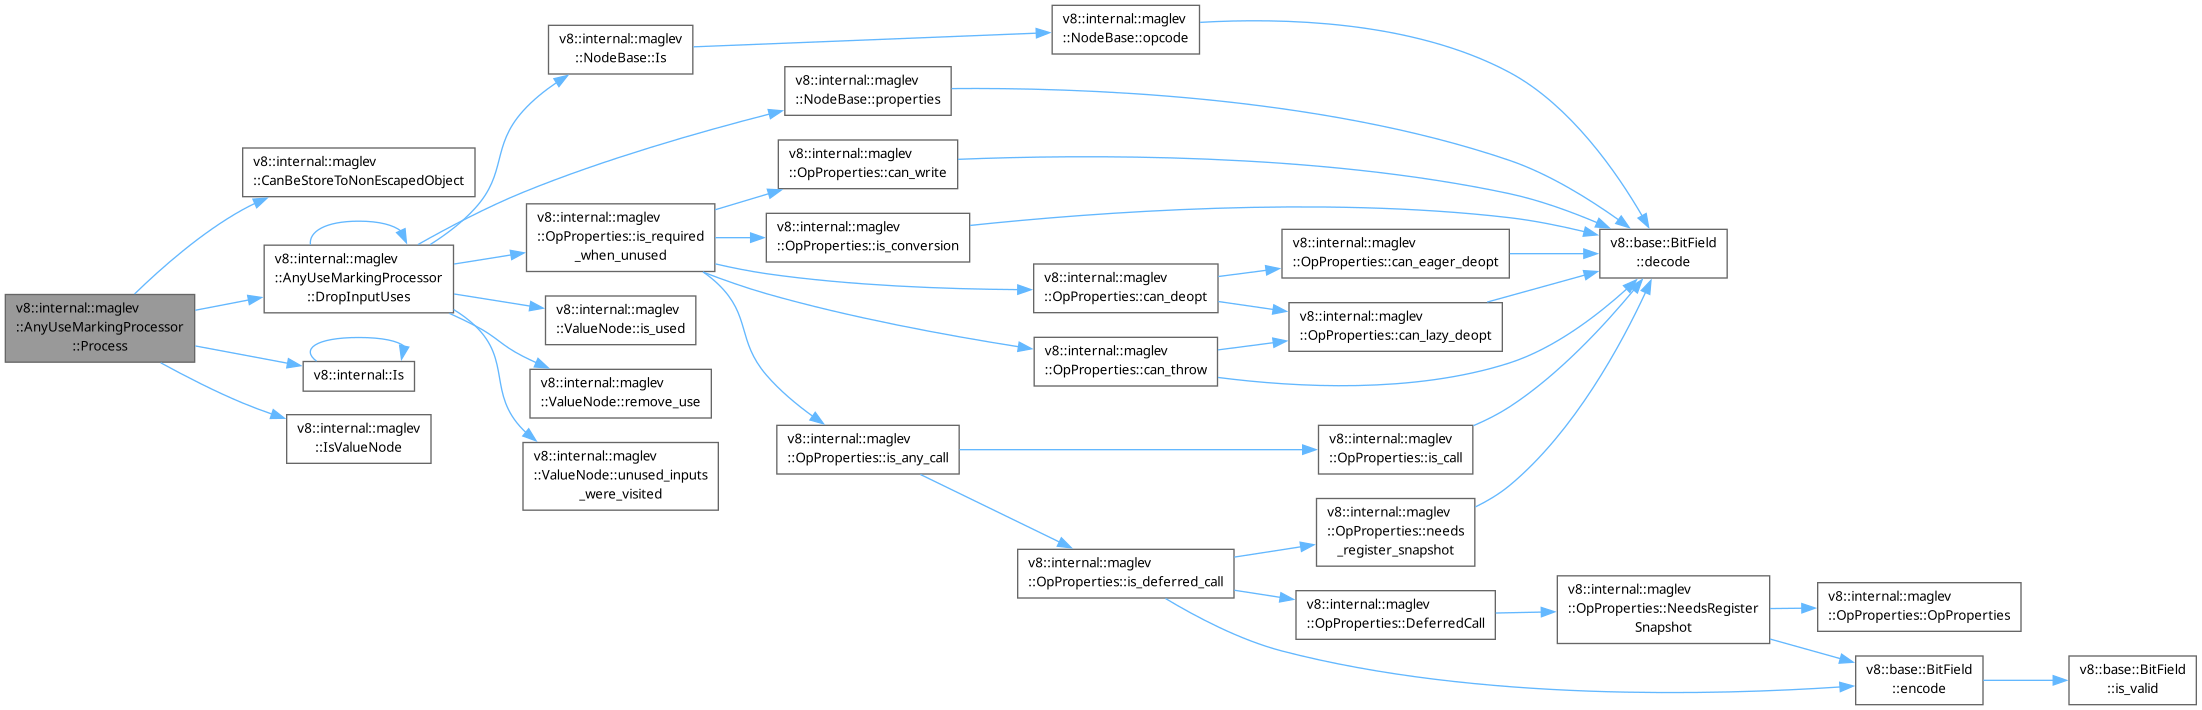 v8::internal::maglev
::AnyUseMarkingProcessor
::Process
v8::internal::maglev
::CanBeStoreToNonEscapedObject
v8::internal::maglev
::AnyUseMarkingProcessor
::DropInputUses
v8::internal::Is
v8::internal::maglev
::IsValueNode
v8::internal::maglev
::NodeBase::Is
v8::internal::maglev
::OpProperties::is_required
_when_unused
v8::internal::maglev
::ValueNode::is_used
v8::internal::maglev
::ValueNode::remove_use
v8::internal::maglev
::ValueNode::unused_inputs
_were_visited
v8::internal::maglev
::NodeBase::properties
v8::internal::maglev
::OpProperties::can_write
v8::internal::maglev
::OpProperties::is_conversion
v8::internal::maglev
::OpProperties::is_any_call
v8::internal::maglev
::NodeBase::opcode
v8::internal::maglev
::OpProperties::can_deopt
v8::internal::maglev
::OpProperties::can_throw
v8::internal::maglev
::OpProperties::is_deferred_call
v8::internal::maglev
::OpProperties::can_eager_deopt
v8::internal::maglev
::OpProperties::can_lazy_deopt
v8::internal::maglev
::OpProperties::is_call
v8::internal::maglev
::OpProperties::needs
_register_snapshot
v8::internal::maglev
::OpProperties::DeferredCall
v8::base::BitField
::decode
v8::internal::maglev
::OpProperties::NeedsRegister
Snapshot
v8::internal::maglev
::OpProperties::OpProperties
v8::base::BitField
::encode
v8::base::BitField
::is_valid